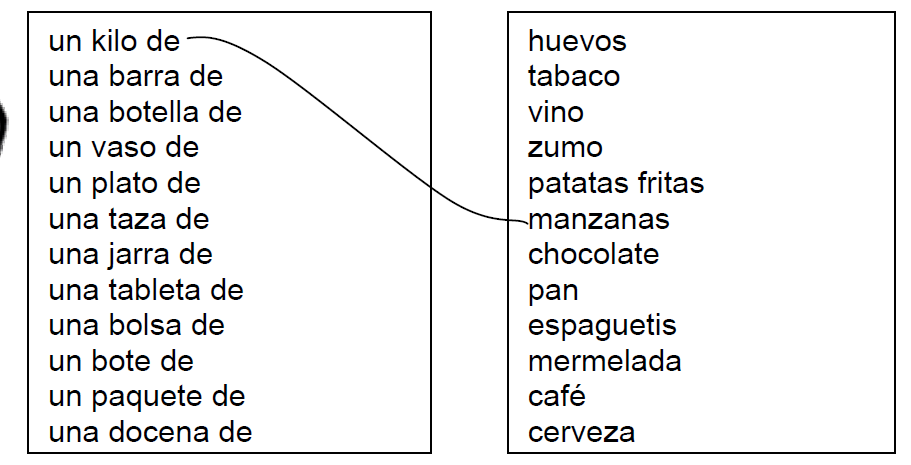 un kilo de
una barra de
una botella de
un vaso de
un plato de
una taza de
una jarra de
una tableta de
una bolsa de
un bote de
un paquete de
una docena de
huevos
tabaco
vino
zumo
patatas fritas
manzanas
chocolate
pan
espaguetis
mermelada
café
cerveza